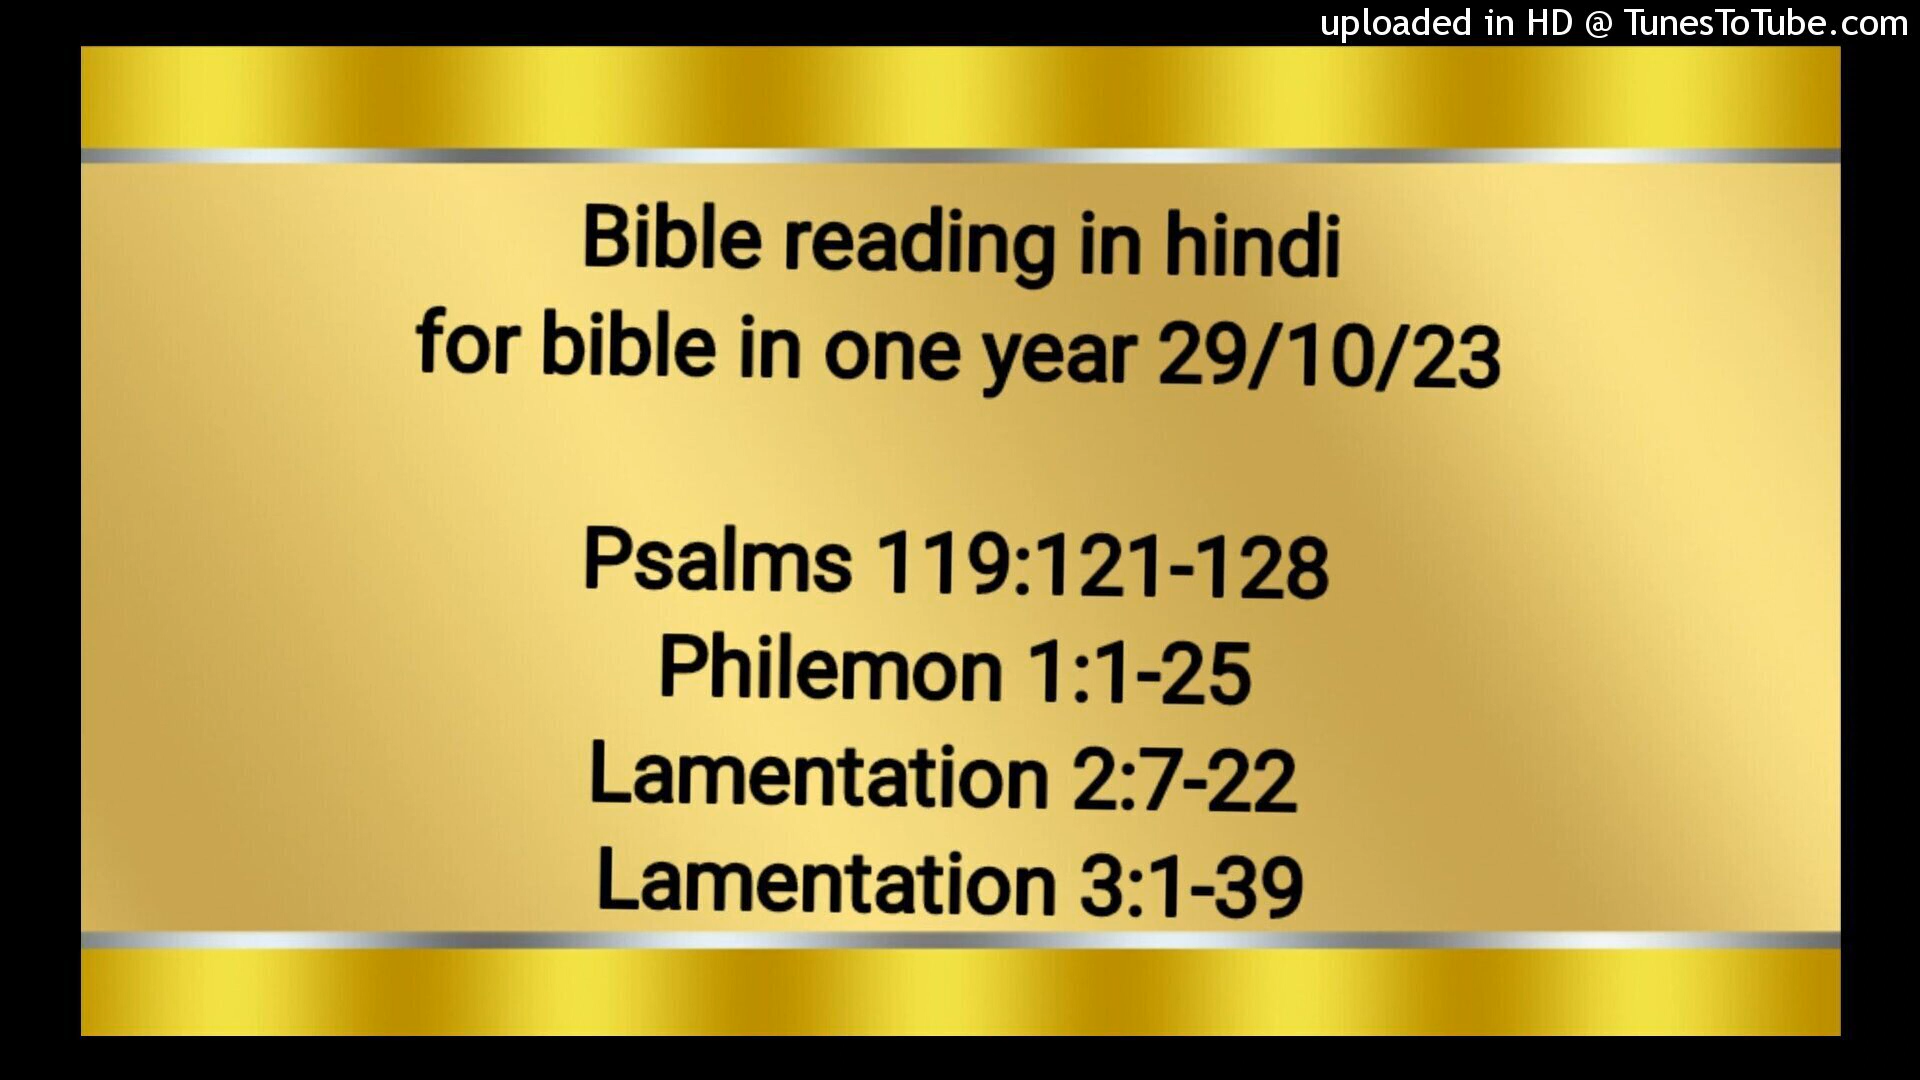 uploaded in HD @ TunesToTube.com
Bible reading in hindi
for bible in one year 29/10/23
Psalms 119:121-128
Philemon 1:1-25
Lamentation 2:7-22
Lamentation 3:1-39